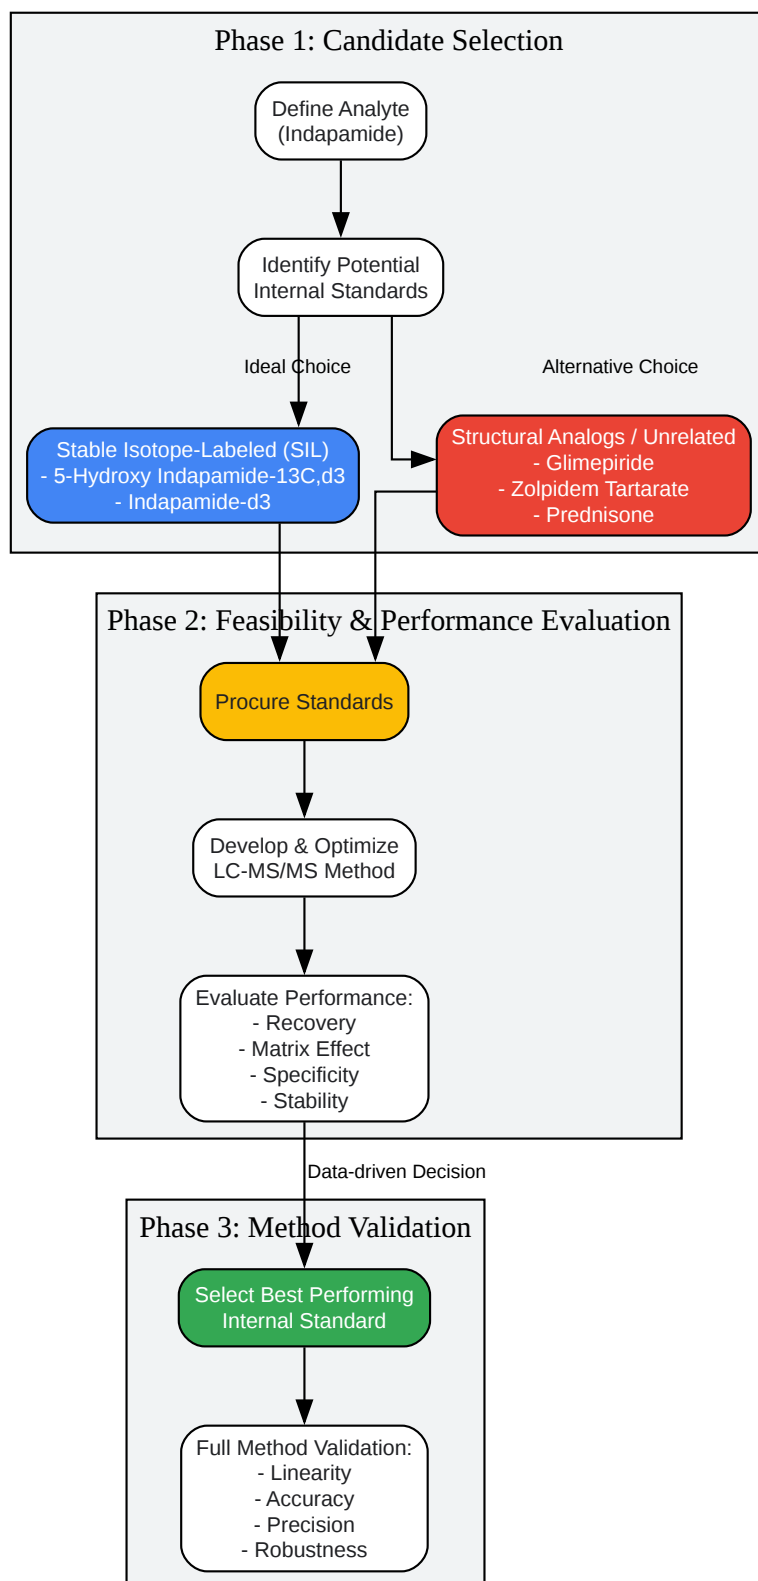 Phase 1: Candidate Selection
Define Analyte
(Indapamide)
Identify Potential
Internal Standards
Ideal Choice
Alternative Choice
Stable Isotope-Labeled (SIL)
- 5-Hydroxy Indapamide-13C,d3
- Indapamide-d3
Structural Analogs / Unrelated
- Glimepiride
- Zolpidem Tartarate
- Prednisone
Phase 2: Feasibility & Performance Evaluation
Procure Standards
Develop & Optimize
LC-MS/MS Method
Evaluate Performance:
- Recovery
- Matrix Effect
- Specificity
- Stability
Data-driven Decision
Phase 3: Method Validation
Select Best Performing
Internal Standard
Full Method Validation:
- Linearity
- Accuracy
- Precision
- Robustness